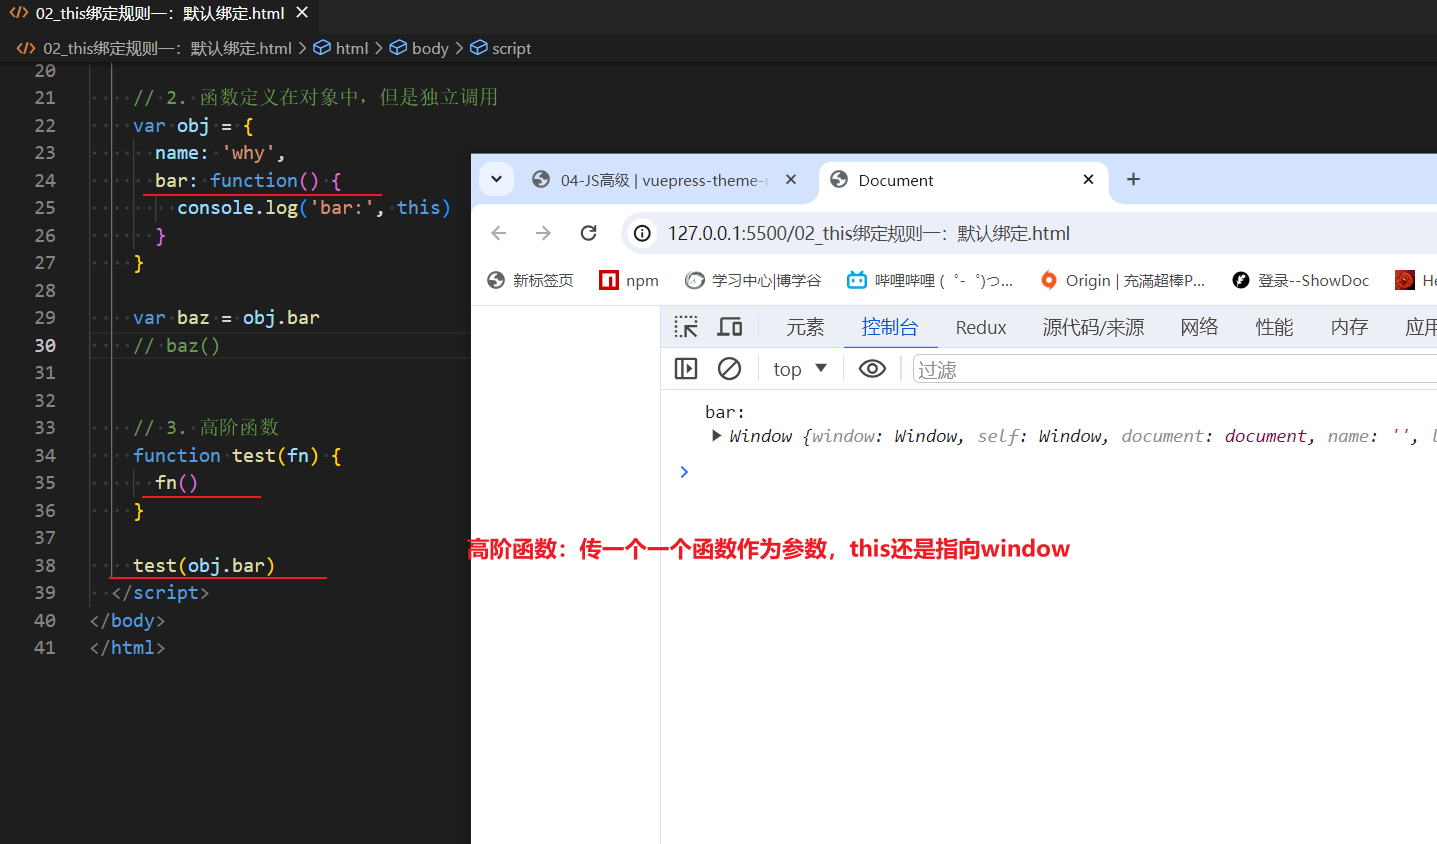 02_this绑定规则一：默认绑定.html
02_this绑定规则一：默认绑定.html > html > body > script
20
21 // 2. 函数定义在对象中，但是独立调用
22 var obj = {
23 name: 'why',
24 bar: function() {
25 console.log('bar:', this)
26 }
27 }
28
29 var baz = obj.bar
30 // baz()
31
32
33 // 3. 高阶函数
34 function test(fn) {
35 fn()
36 }
37
38 test(obj.bar)
39 </script>
40 </body>
41 </html>
04-JS高级 | vuepress-theme-
Document
127.0.0.1:5500/02_this绑定规则一：默认绑定.html
新标签页 npm 学习中心|博学谷 哔哩哔哩 ( ゜- ゜)つ... Origin | 充滿超棒P... 登录--ShowDoc He
元素 控制台 Redux 源代码/来源 网络 性能 内存 应用
top 过滤
bar:
Window {window: Window, self: Window, document: document, name: '',
高阶函数：传一个一个函数作为参数，this还是指向window